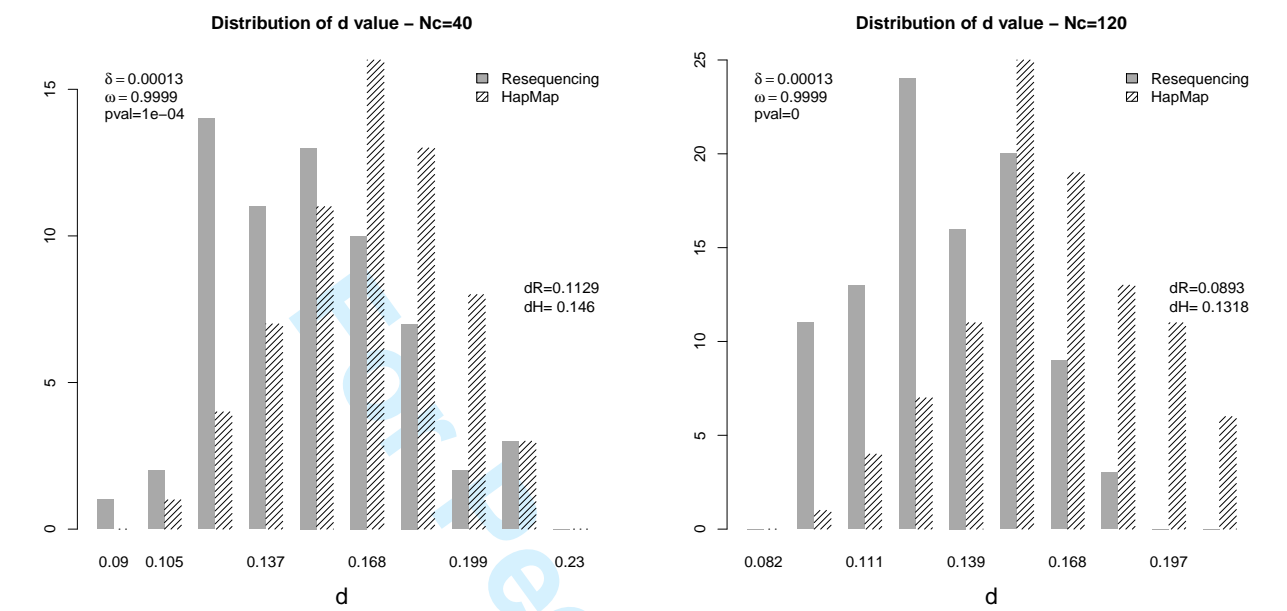 Distribution of d value − Nc=40
δ = 0.00013
ω = 0.9999
pval=1e−04
Resequencing
HapMap
15
10
5
0
dR=0.1129
dH= 0.146
0.09 0.105 0.137 0.168 0.199 0.23
d
Distribution of d value − Nc=120
δ = 0.00013
ω = 0.9999
pval=0
Resequencing
HapMap
25
20
15
10
5
0
dR=0.0893
dH= 0.1318
0.082 0.111 0.139 0.168 0.197
d
For Pe